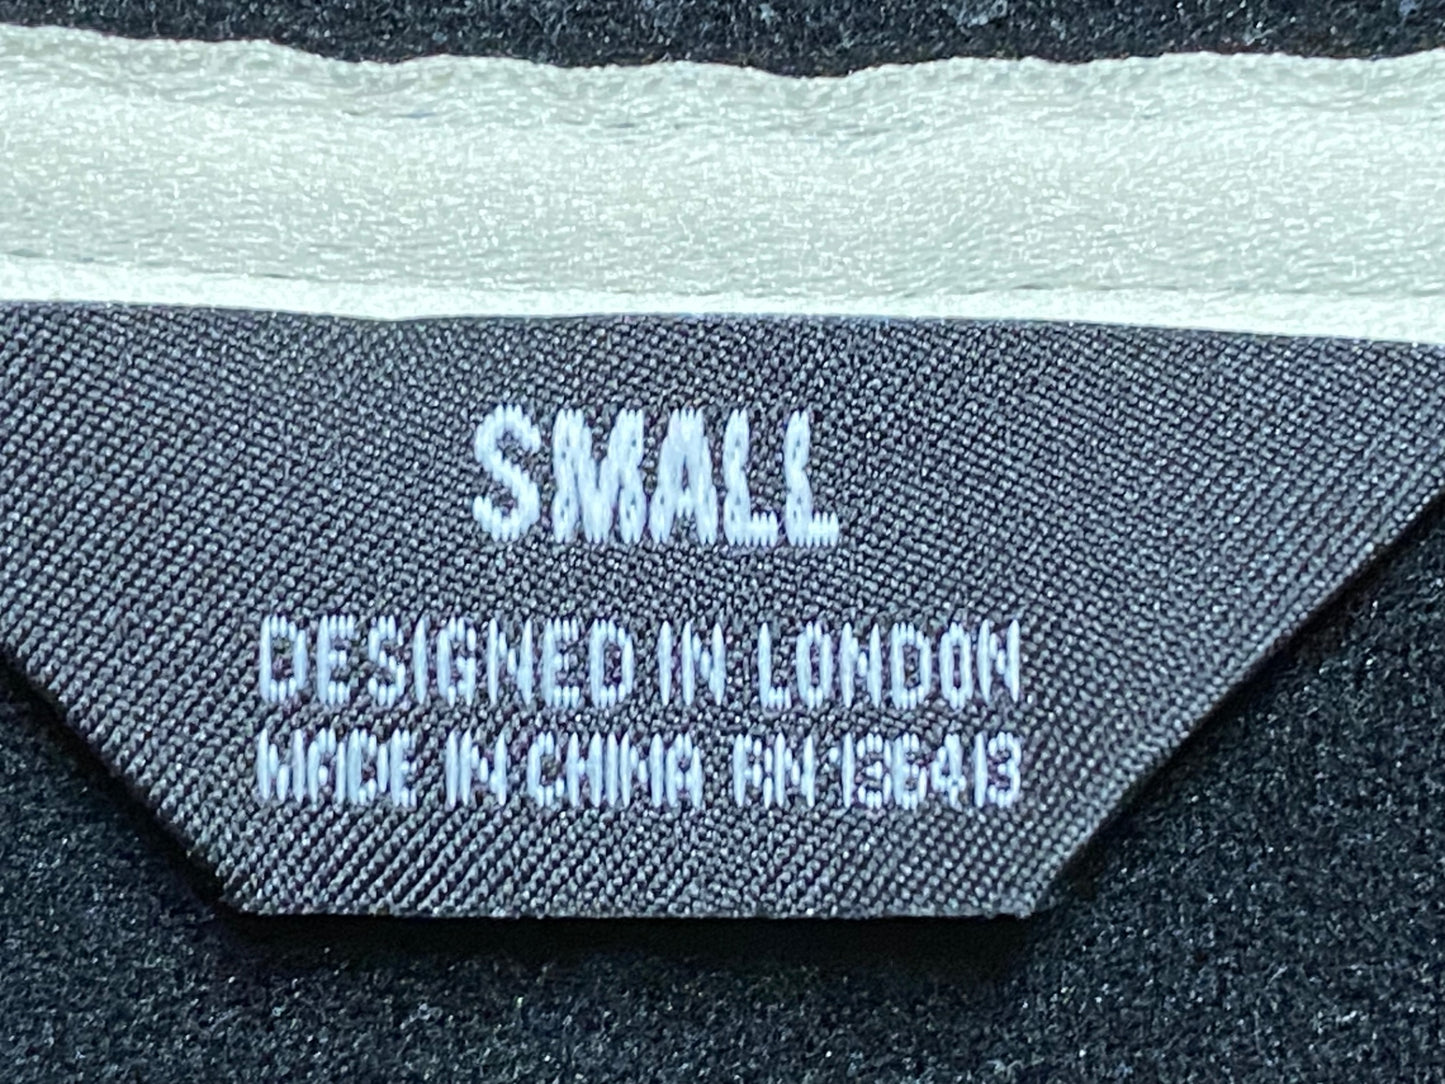 SMALL
DESIGNED IN LONDON
MADE IN CHINA RN 136413